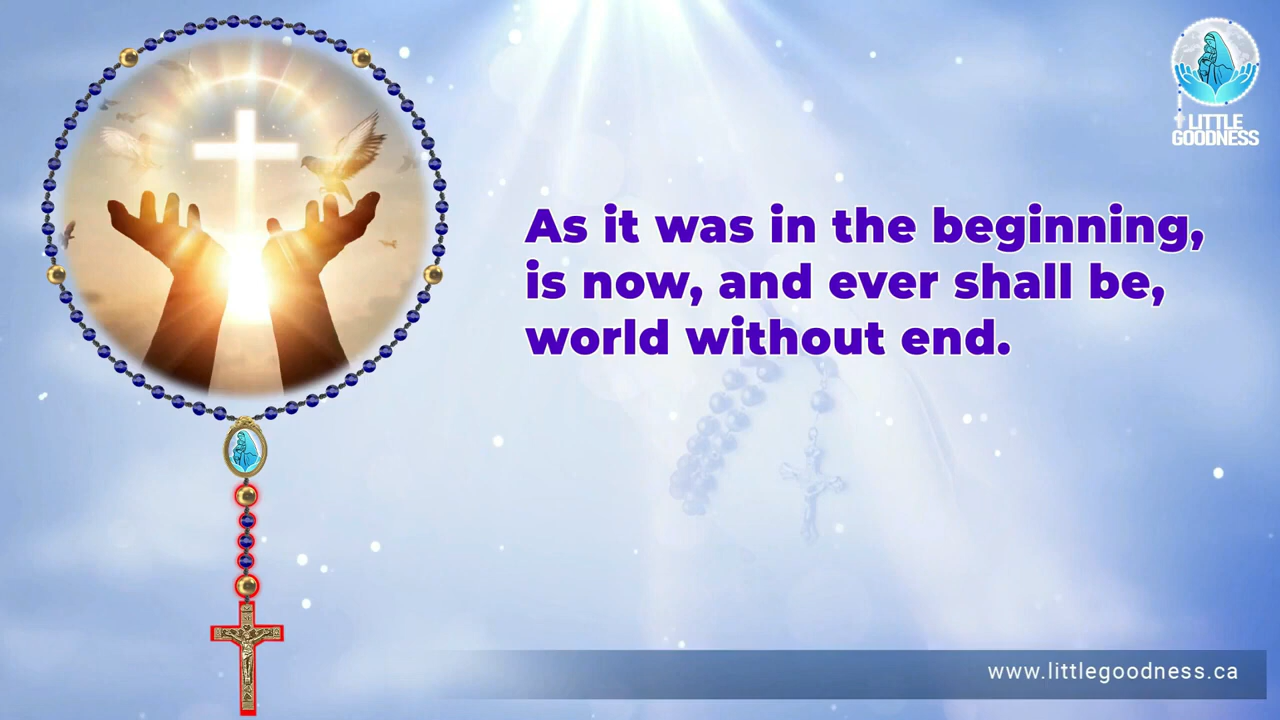 LITTLE
GOODNESS
As it was in the beginning,
is now, and ever shall be,
world without end.
www.littlegoodness.ca